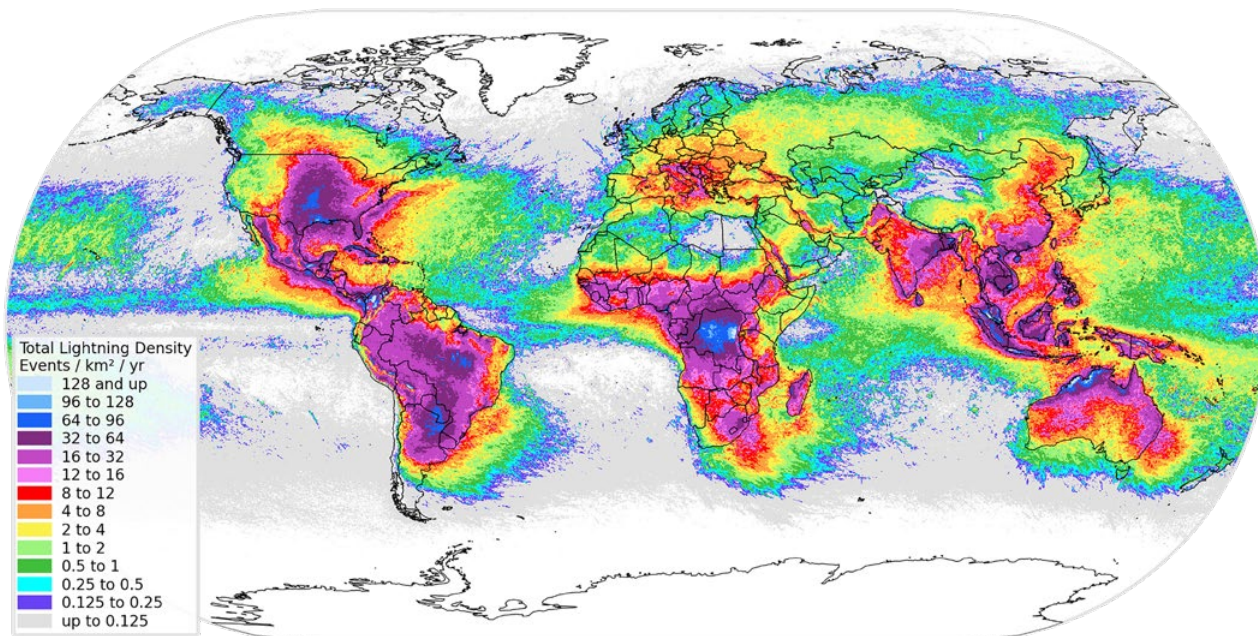 Total Lightning Density
Events / km² / yr
128 and up
96 to 128
64 to 96
32 to 64
16 to 32
12 to 16
8 to 12
4 to 8
2 to 4
1 to 2
0.5 to 1
0.25 to 0.5
0.125 to 0.25
up to 0.125